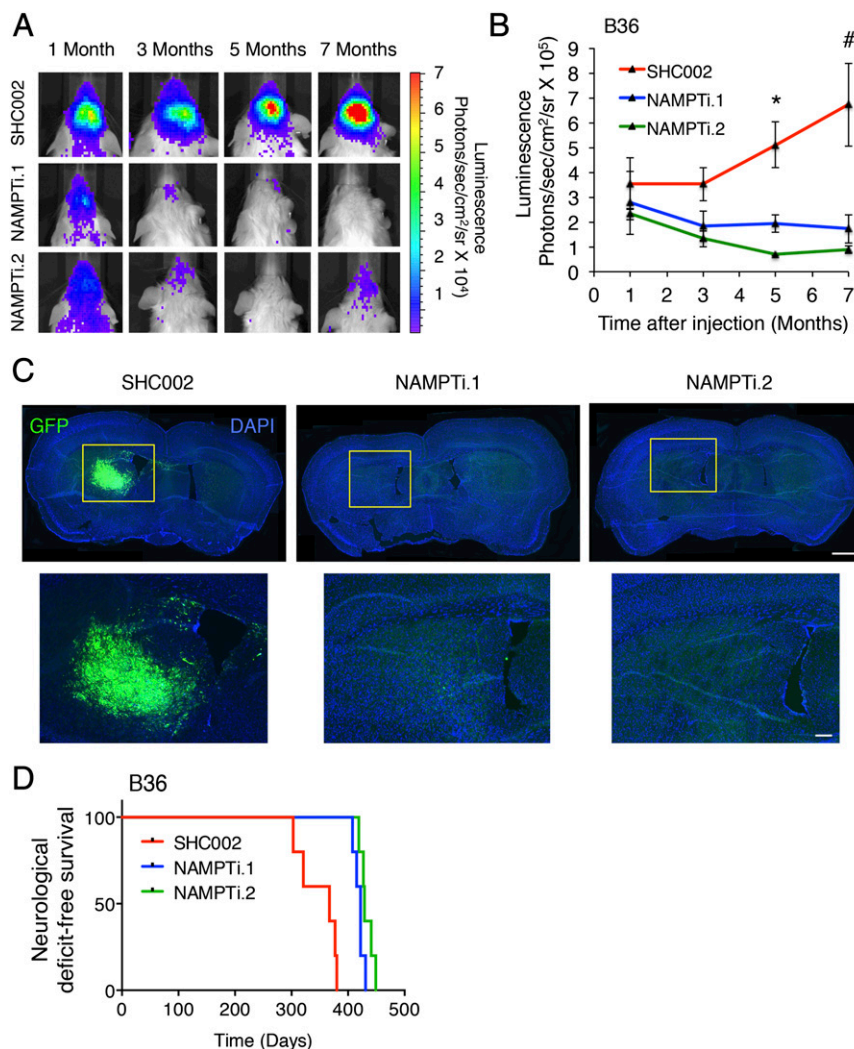 A
1 Month 3 Months 5 Months 7 Months
SHC002
NAMPTi.1
NAMPTi.2
7
6
5
4
3
2
1
Luminescence
Photons/sec/cm²/sr X 10⁴)
B
B36
Luminescence
Photons/sec/cm²/sr X 10⁵)
9
8
7
6
5
4
3
2
1
0
SHC002
NAMPTi.1
NAMPTi.2
*
#
0 1 2 3 4 5 6 7
Time after injection (Months)
C
SHC002 NAMPTi.1 NAMPTi.2
GFP DAPI
D
B36
Neurological
deficit-free survival
100
50
0
SHC002
NAMPTi.1
NAMPTi.2
0 100 200 300 400 500
Time (Days)